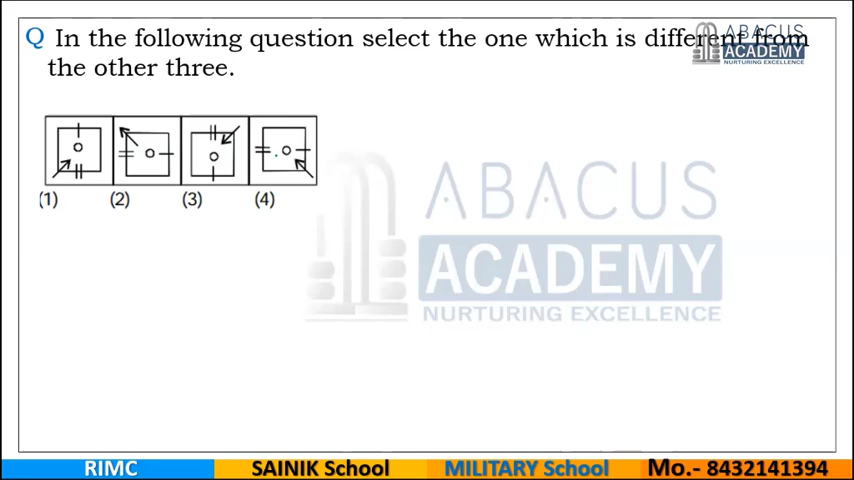 Q In the following question select the one which is different from
the other three.
ABACUS
ACADEMY
NURTURING EXCELLENCE
(1) (2) (3) (4)
ABACUS
ACADEMY
NURTURING EXCELLENCE
RIMC SAINIK School MILITARY School Mo.- 8432141394